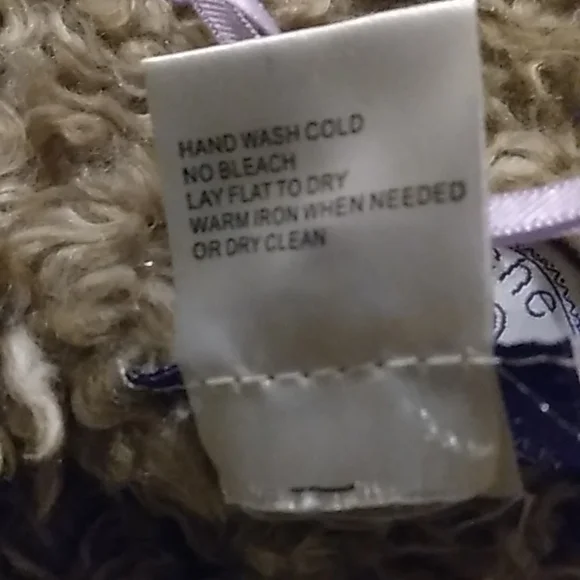 HAND WASH COLD
NO BLEACH
LAY FLAT TO DRY
WARM IRON WHEN NEEDED
OR DRY CLEAN